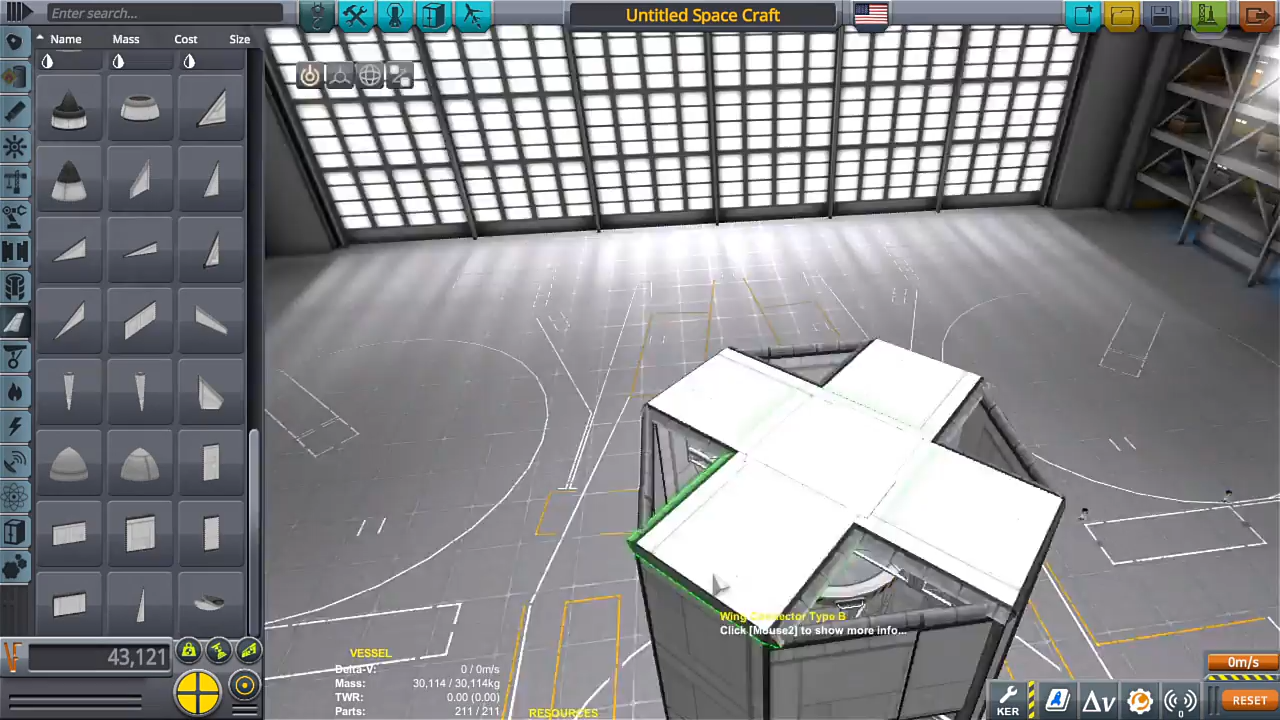 Enter search...
Untitled Space Craft
Name Mass Cost Size
Wing Connector Type B
Click [Mouse2] to show more info...
43,121
VESSEL
Delta-V: 0 / 0m/s
Mass: 30,114 / 30,114kg
TWR: 0.00 (0.00)
Parts: 211 / 211
RESOURCES
0m/s
KER
A
Δv
RESET